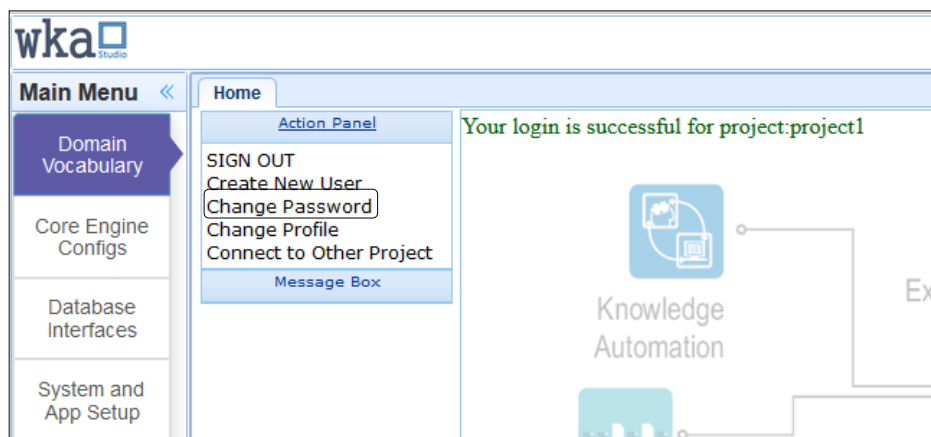 wka
Studio
Main Menu «
Home
Domain
Vocabulary
Core Engine
Configs
Database
Interfaces
System and
App Setup
Action Panel
SIGN OUT
Create New User
Change Password
Change Profile
Connect to Other Project
Message Box
Your login is successful for project:project1
Knowledge
Automation
Ex